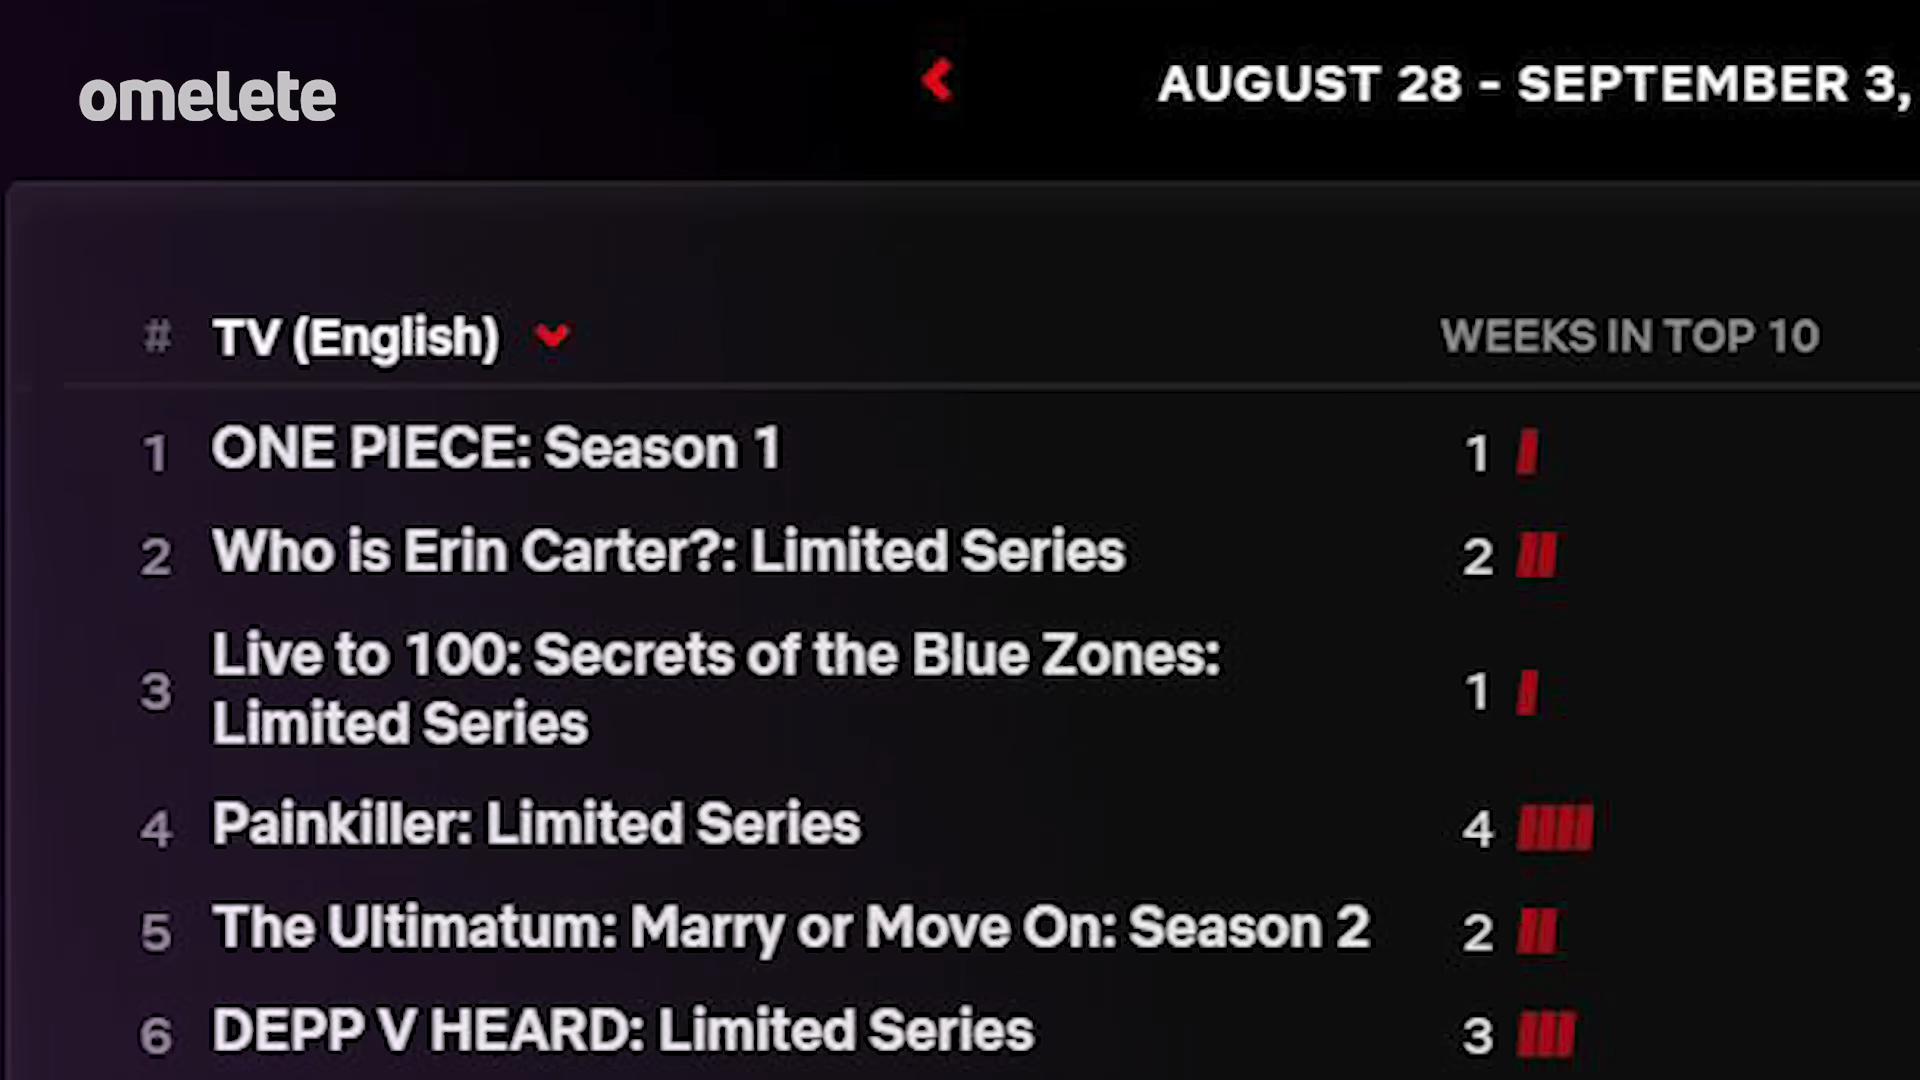 omelete
AUGUST 28 - SEPTEMBER 3,
# TV (English) WEEKS IN TOP 10
1 ONE PIECE: Season 1 1
2 Who is Erin Carter?: Limited Series 2
3 Live to 100: Secrets of the Blue Zones:
Limited Series 1
4 Painkiller: Limited Series 4
5 The Ultimatum: Marry or Move On: Season 2 2
6 DEPP V HEARD: Limited Series 3